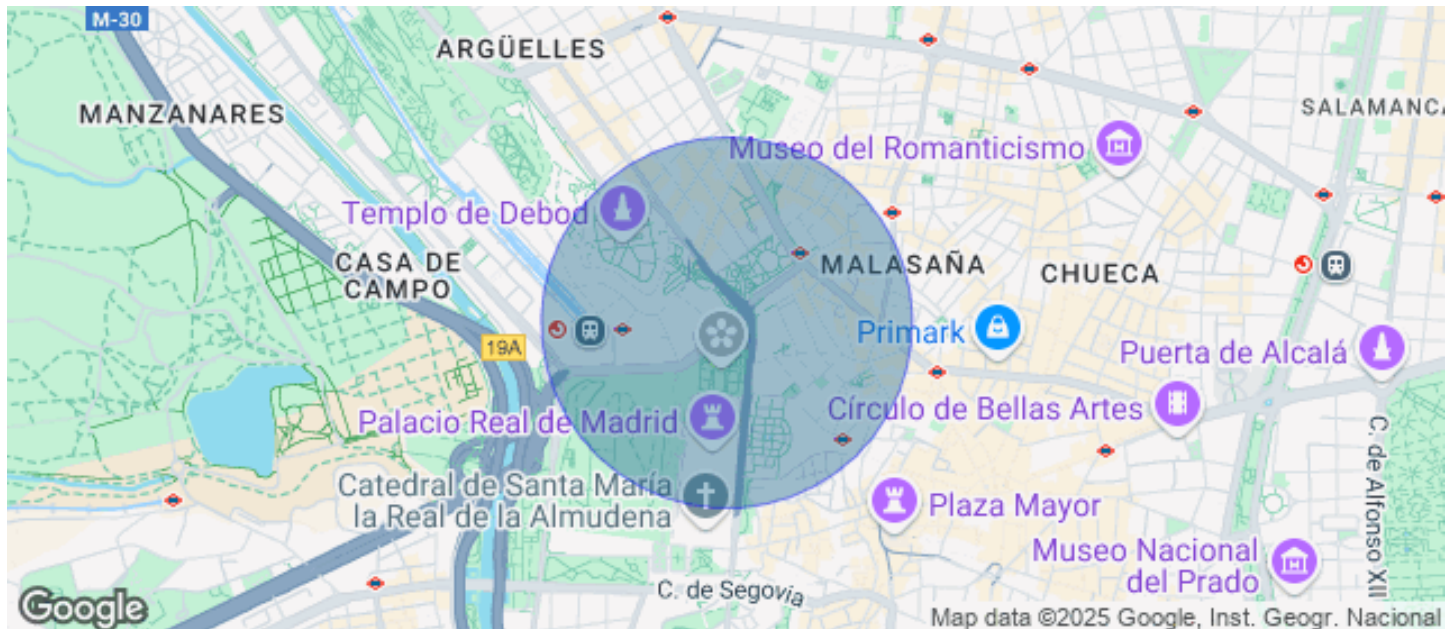 M-30
ARGÜELLES
MANZANARES
SALAMANCA
Museo del Romanticismo
Templo de Debod
CASA DE
CAMPO
MALASAÑA
CHUECA
19A
Primark
Puerta de Alcalá
Palacio Real de Madrid
Círculo de Bellas Artes
Catedral de Santa María
la Real de la Almudena
Plaza Mayor
C. de Alfonso XII
Museo Nacional
del Prado
C. de Segovia
Google
Map data ©2025 Google, Inst. Geogr. Nacional